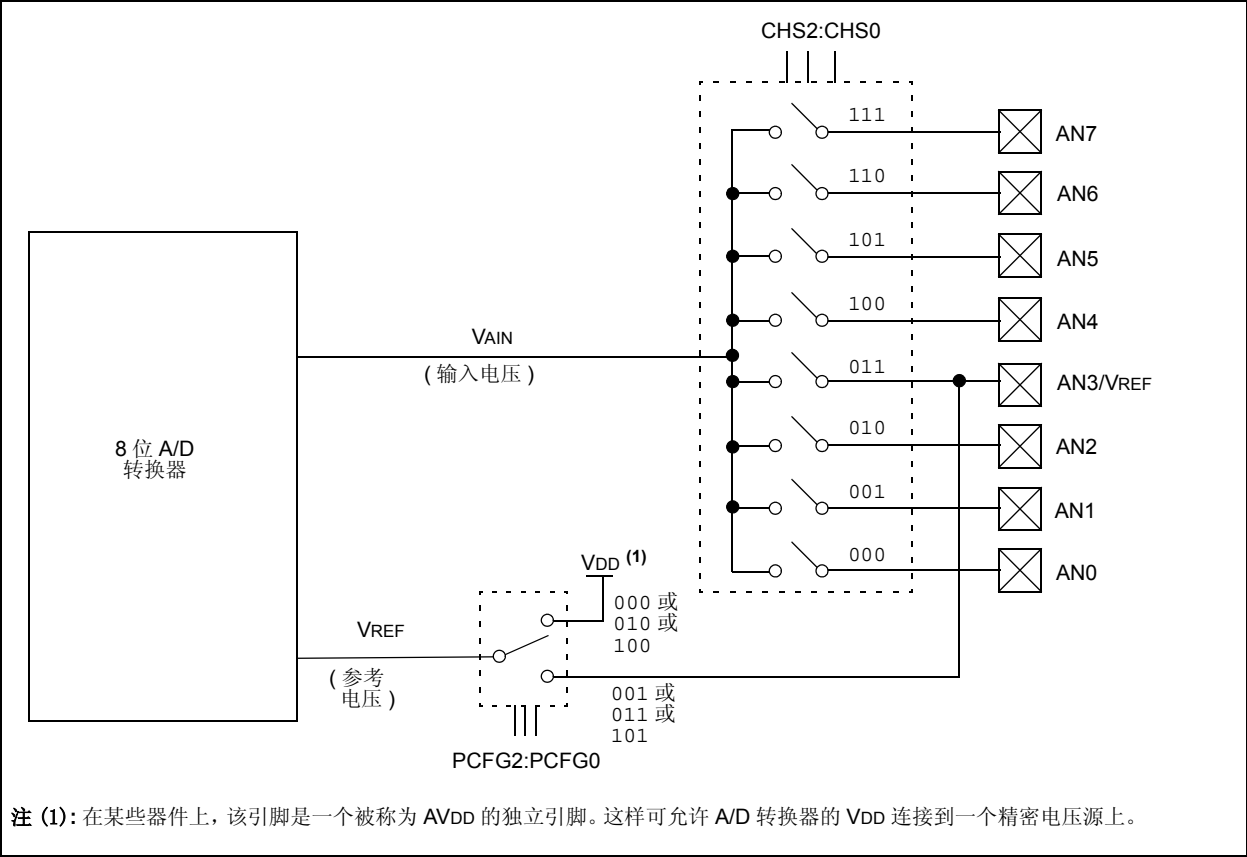 CHS2:CHS0
111
AN7
110
AN6
101
AN5
100
AN4
VAIN
( 输入电压 )
011
AN3/VREF
8 位 A/D
转换器
010
AN2
001
AN1
000
AN0
VDD (1)
000 或
010 或
100
VREF
( 参考
电压 )
001 或
011 或
101
PCFG2:PCFG0
注 (1): 在某些器件上，该引脚是一个被称为 AVDD 的独立引脚。这样可允许 A/D 转换器的 VDD 连接到一个精密电压源上。